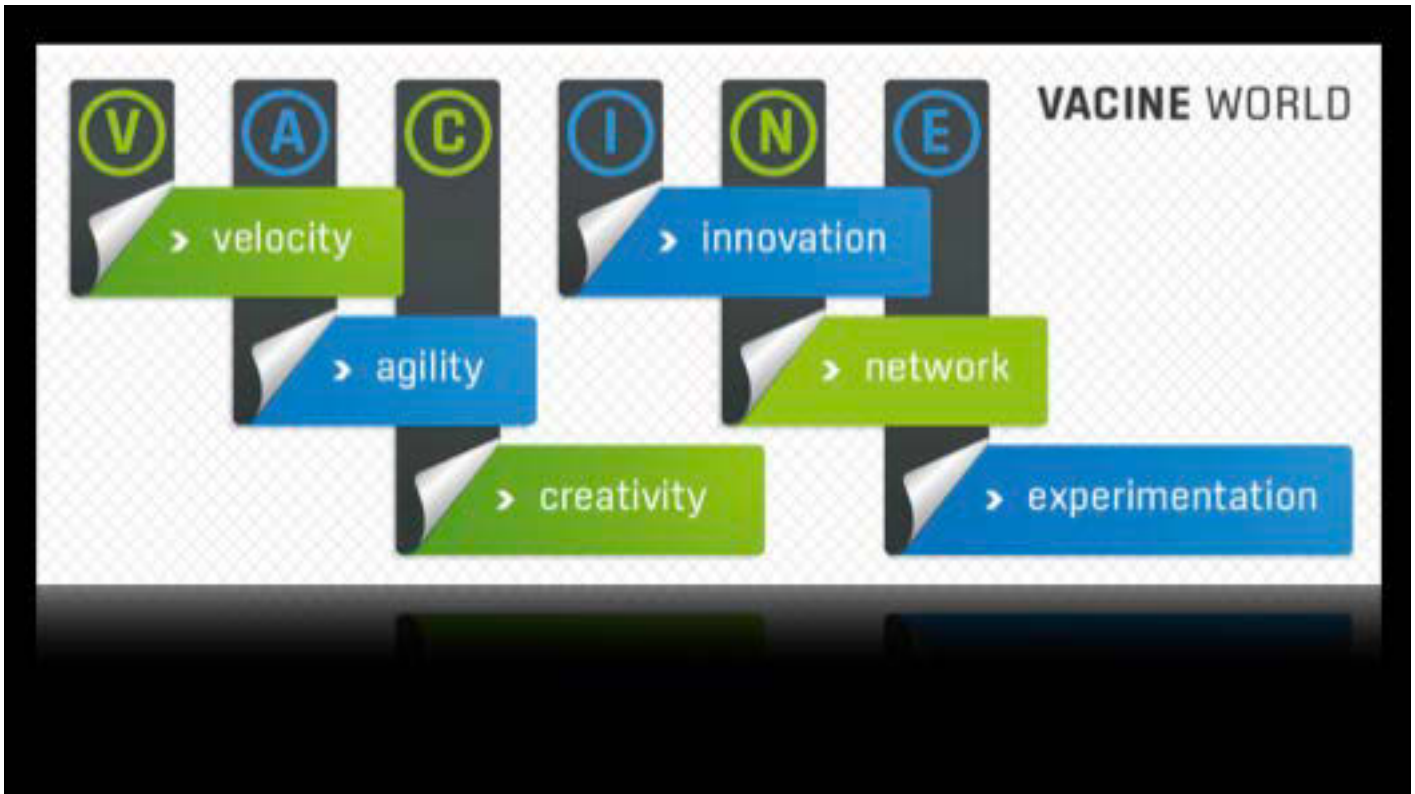 V A C I N E
VACINE WORLD
› velocity
› innovation
› agility
› network
› creativity
› experimentation